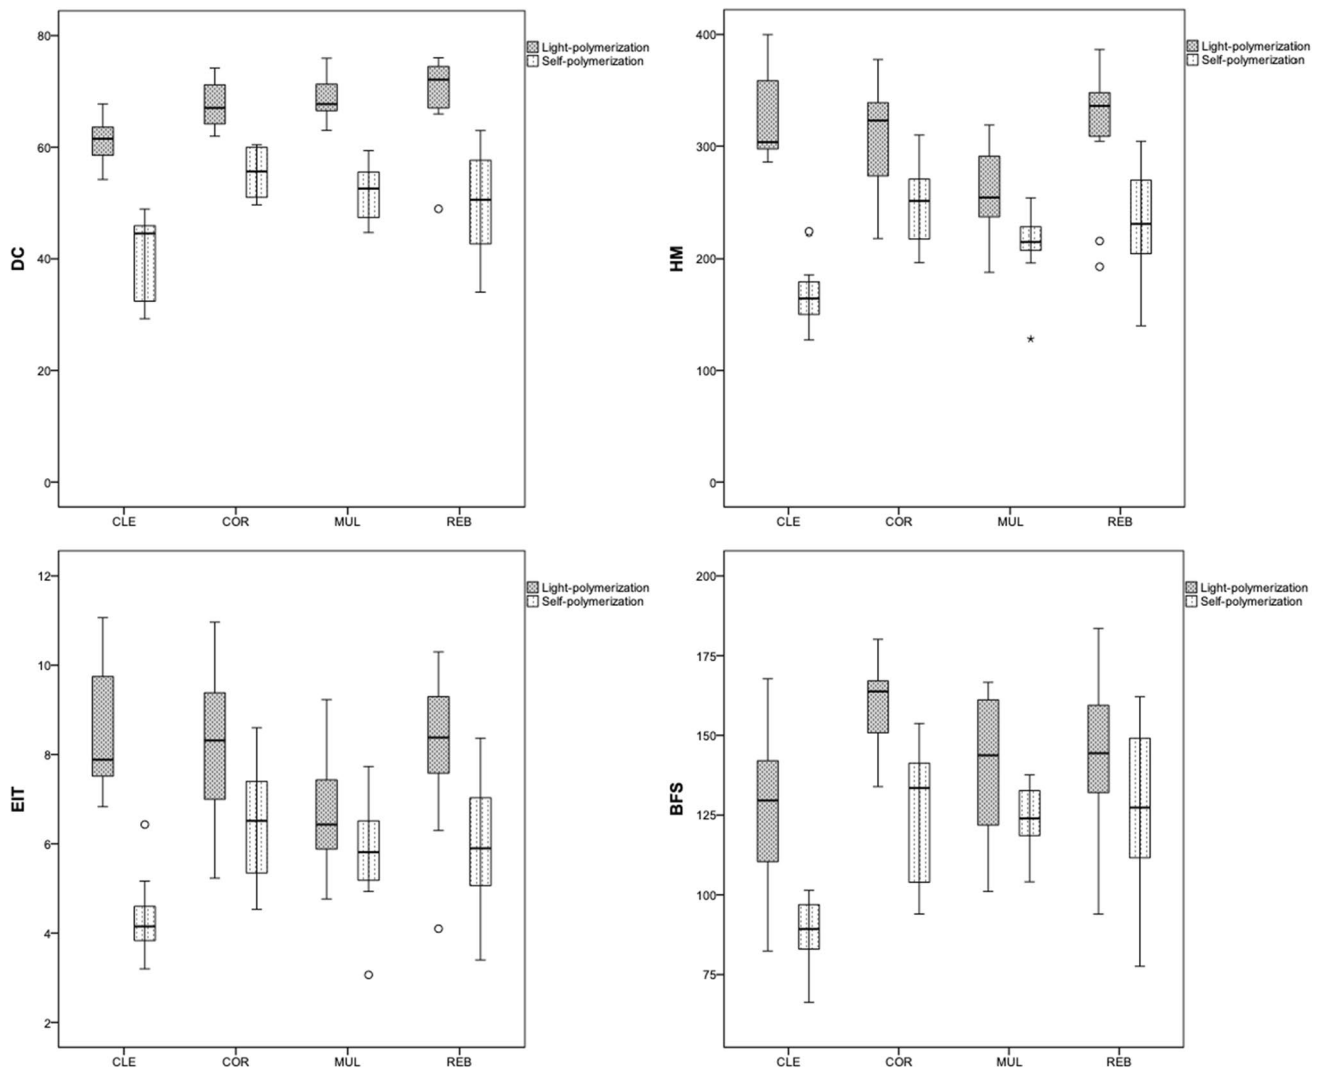 80
60
40
20
0
DC
CLE COR MUL REB
Light-polymerization
Self-polymerization
400
300
200
100
0
HM
CLE COR MUL REB
Light-polymerization
Self-polymerization
12
10
8
6
4
2
EIT
CLE COR MUL REB
Light-polymerization
Self-polymerization
200
175
150
125
100
75
BFS
CLE COR MUL REB
Light-polymerization
Self-polymerization